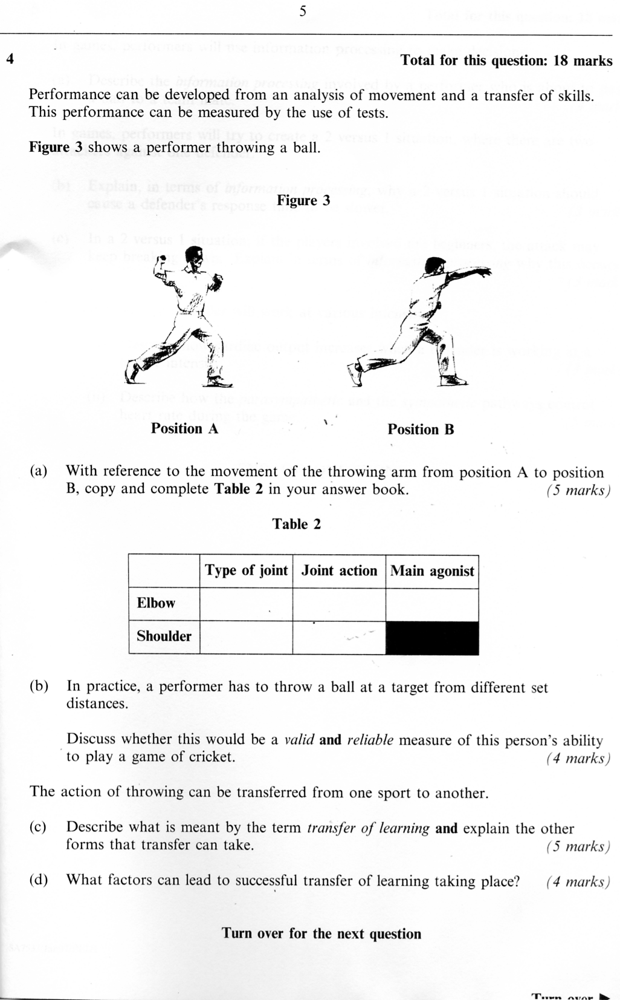 5
4 Total for this question: 18 marks
Performance can be developed from an analysis of movement and a transfer of skills.
This performance can be measured by the use of tests.
Figure 3 shows a performer throwing a ball.
Figure 3
Position A Position B
(a) With reference to the movement of the throwing arm from position A to position
B, copy and complete Table 2 in your answer book. (5 marks)
Table 2
Type of joint Joint action Main agonist
Elbow
Shoulder
(b) In practice, a performer has to throw a ball at a target from different set
distances.
Discuss whether this would be a valid and reliable measure of this person's ability
to play a game of cricket. (4 marks)
The action of throwing can be transferred from one sport to another.
(c) Describe what is meant by the term transfer of learning and explain the other
forms that transfer can take. (5 marks)
(d) What factors can lead to successful transfer of learning taking place? (4 marks)
Turn over for the next question
Turn over